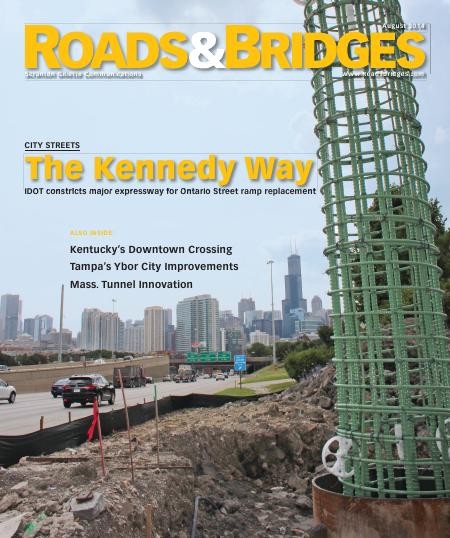 August 2014
ROADS&BRIDGES
Scranton Gillette Communications
www.roadsbridges.com
CITY STREETS
The Kennedy Way
IDOT constricts major expressway for Ontario Street ramp replacement
ALSO INSIDE:
Kentucky's Downtown Crossing
Tampa's Ybor City Improvements
Mass. Tunnel Innovation